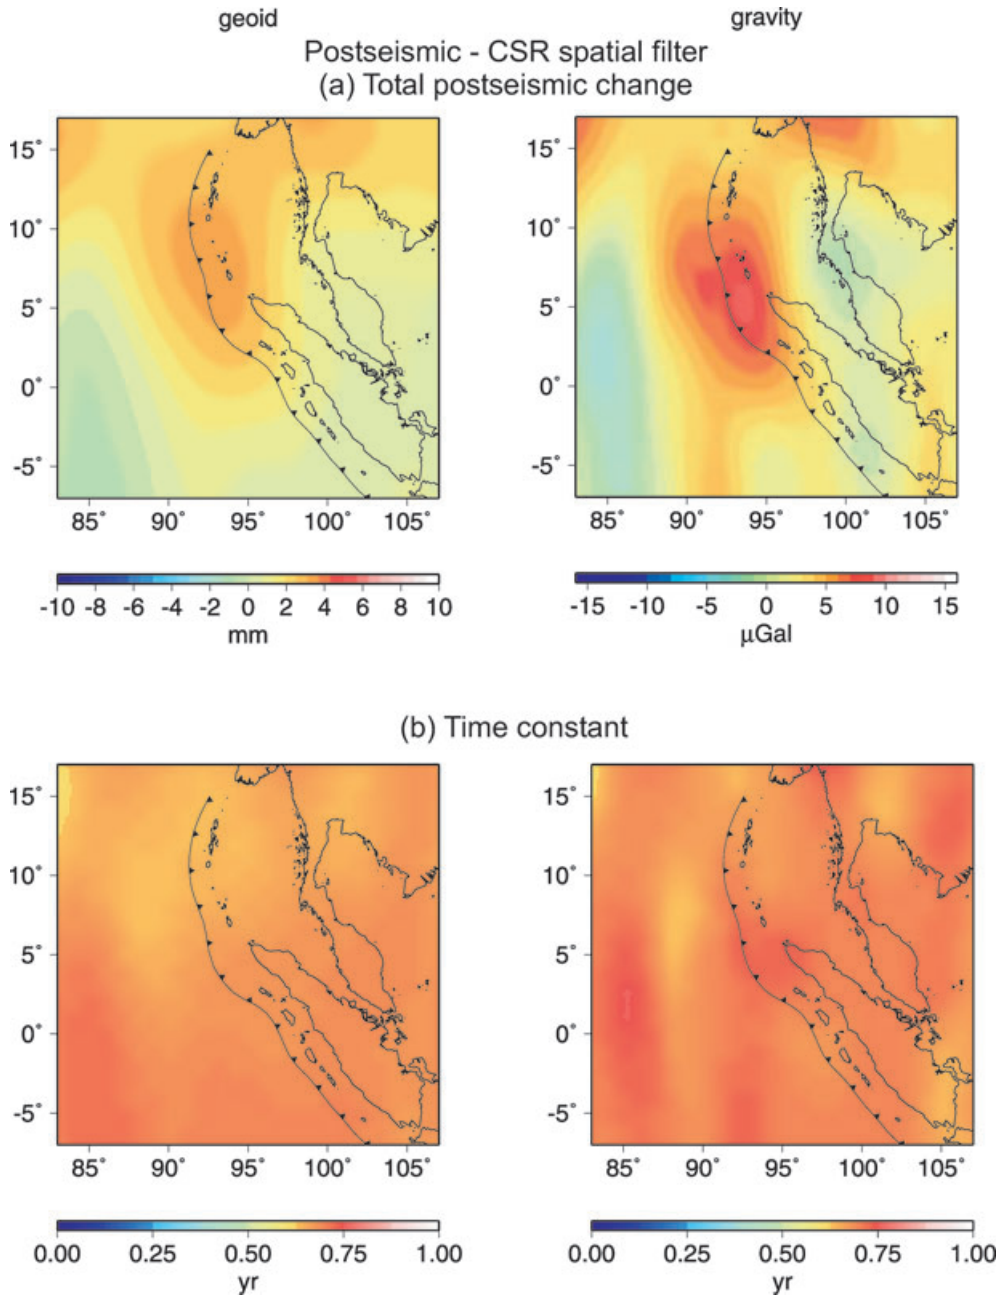 geoid gravity
Postseismic - CSR spatial filter
(a) Total postseismic change
15˚ 15˚
10˚ 10˚
5˚ 5˚
0˚ 0˚
-5˚ -5˚
85˚ 90˚ 95˚ 100˚ 105˚ 85˚ 90˚ 95˚ 100˚ 105˚
-10 -8 -6 -4 -2 0 2 4 6 8 10 -15 -10 -5 0 5 10 15
mm μGal
(b) Time constant
15˚ 15˚
10˚ 10˚
5˚ 5˚
0˚ 0˚
-5˚ -5˚
85˚ 90˚ 95˚ 100˚ 105˚ 85˚ 90˚ 95˚ 100˚ 105˚
0.00 0.25 0.50 0.75 1.00 0.00 0.25 0.50 0.75 1.00
yr yr